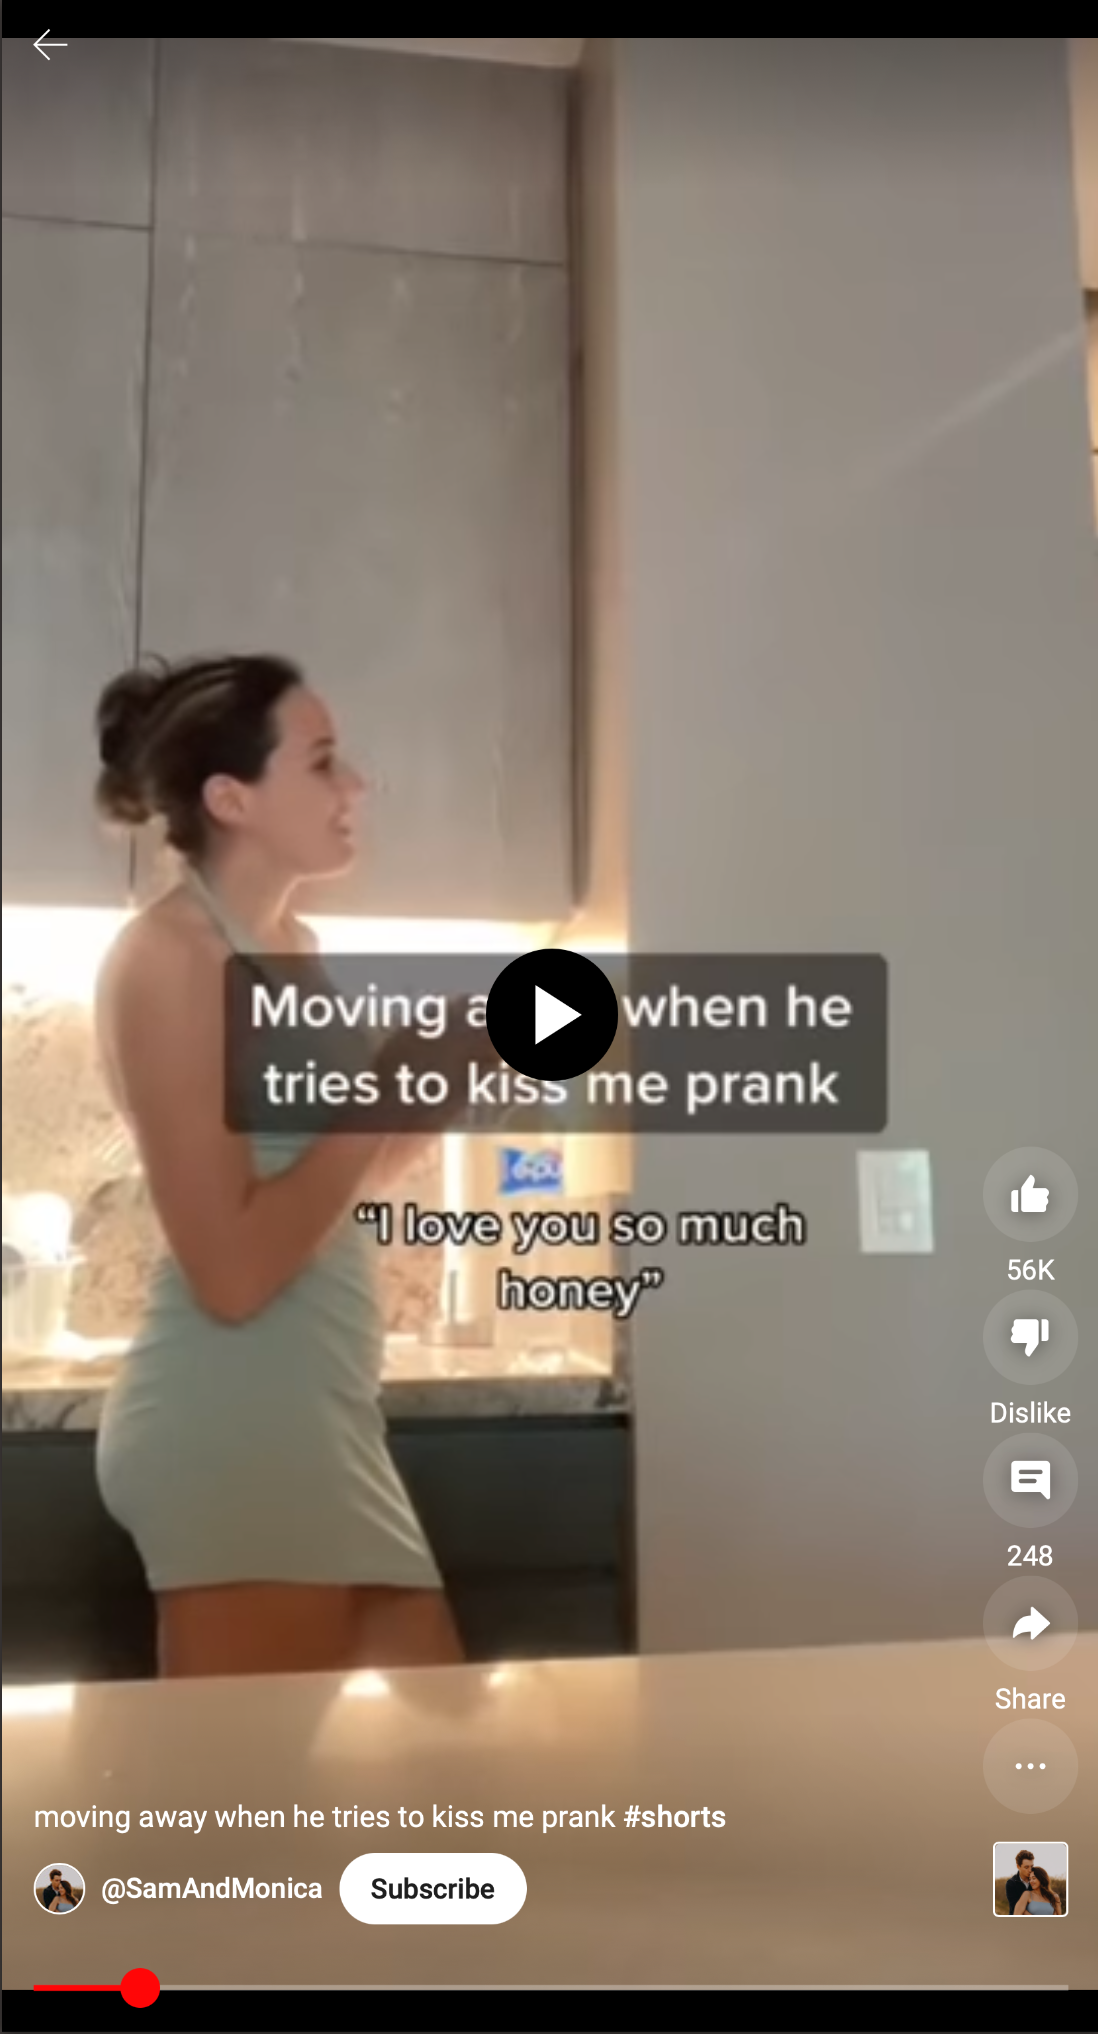 Moving a when he
tries to kiss me prank
“I love you so much
honey”
56K
Dislike
248
Share
moving away when he tries to kiss me prank #shorts
@SamAndMonica
Subscribe